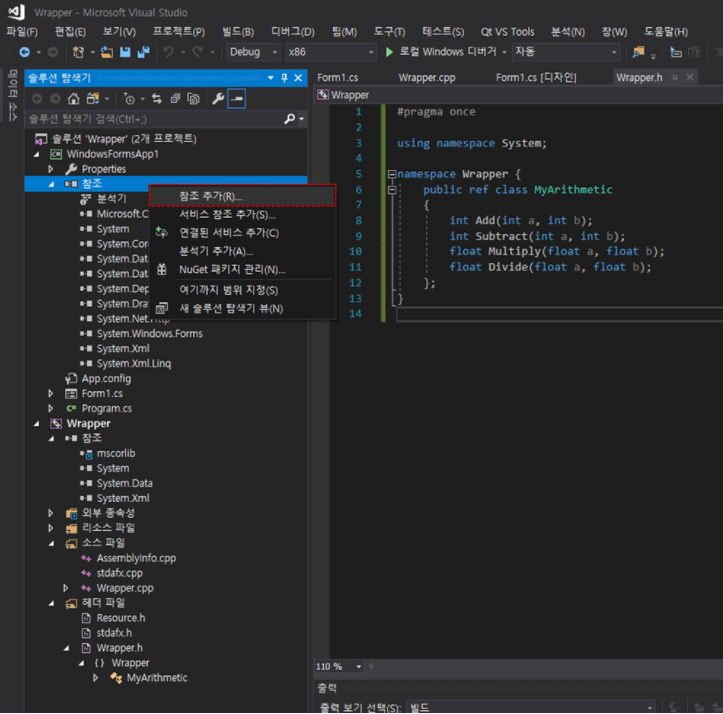 Wrapper - Microsoft Visual Studio
파일(F) 편집(E) 보기(V) 프로젝트(P) 빌드(B) 디버그(D) 팀(M) 도구(T) 테스트(S) Qt VS Tools 분석(N) 창(W) 도움말(H)
Debug x86 로컬 Windows 디버거 자동
데이터 소스
솔루션 탐색기
솔루션 탐색기 검색(Ctrl+;)
솔루션 'Wrapper' (2개 프로젝트)
WindowsFormsApp1
Properties
참조
분석기
Microsoft.C
System
System.Cor
System.Dat
System.Dat
System.Dep
System.Dra
System.Net.Http
System.Windows.Forms
System.Xml
System.Xml.Linq
App.config
Form1.cs
C# Program.cs
Wrapper
참조
mscorlib
System
System.Data
System.Xml
외부 종속성
리소스 파일
소스 파일
AssemblyInfo.cpp
stdafx.cpp
Wrapper.cpp
헤더 파일
Resource.h
stdafx.h
Wrapper.h
{ } Wrapper
MyArithmetic
참조 추가(R)...
서비스 참조 추가(S)...
연결된 서비스 추가(C)
분석기 추가(A)...
NuGet 패키지 관리(N)...
여기까지 범위 지정(S)
새 솔루션 탐색기 뷰(N)
Form1.cs Wrapper.cpp Form1.cs [디자인] Wrapper.h
Wrapper
1 #pragma once
2
3 using namespace System;
4
5 namespace Wrapper {
6 public ref class MyArithmetic
7 {
8 int Add(int a, int b);
9 int Subtract(int a, int b);
10 float Multiply(float a, float b);
11 float Divide(float a, float b);
12 };
13 }
14
110 %
출력
출력 보기 선택(S): 빌드